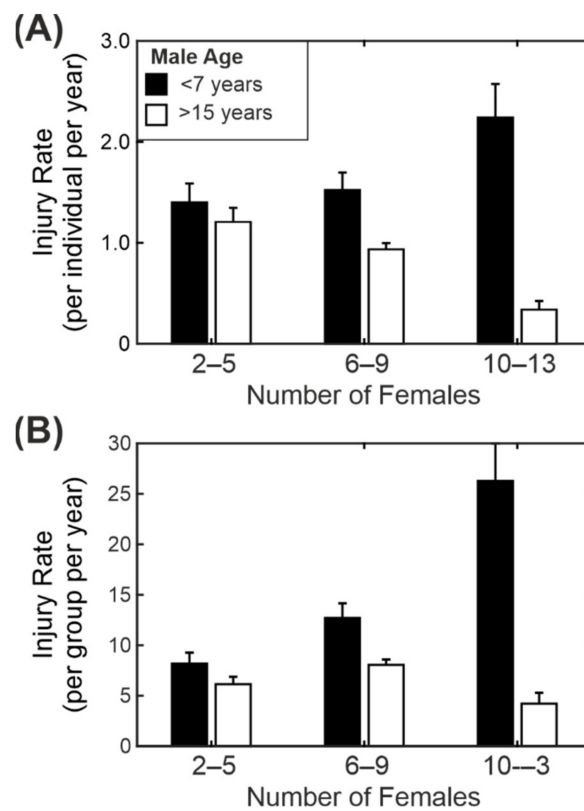 (A)
3.0
2.0
1.0
0
Injury Rate
(per individual per year)
Male Age
<7 years
>15 years
2–5
6–9
10–13
Number of Females
(B)
30
25
20
15
10
5
0
Injury Rate
(per group per year)
2–5
6–9
10-–3
Number of Females